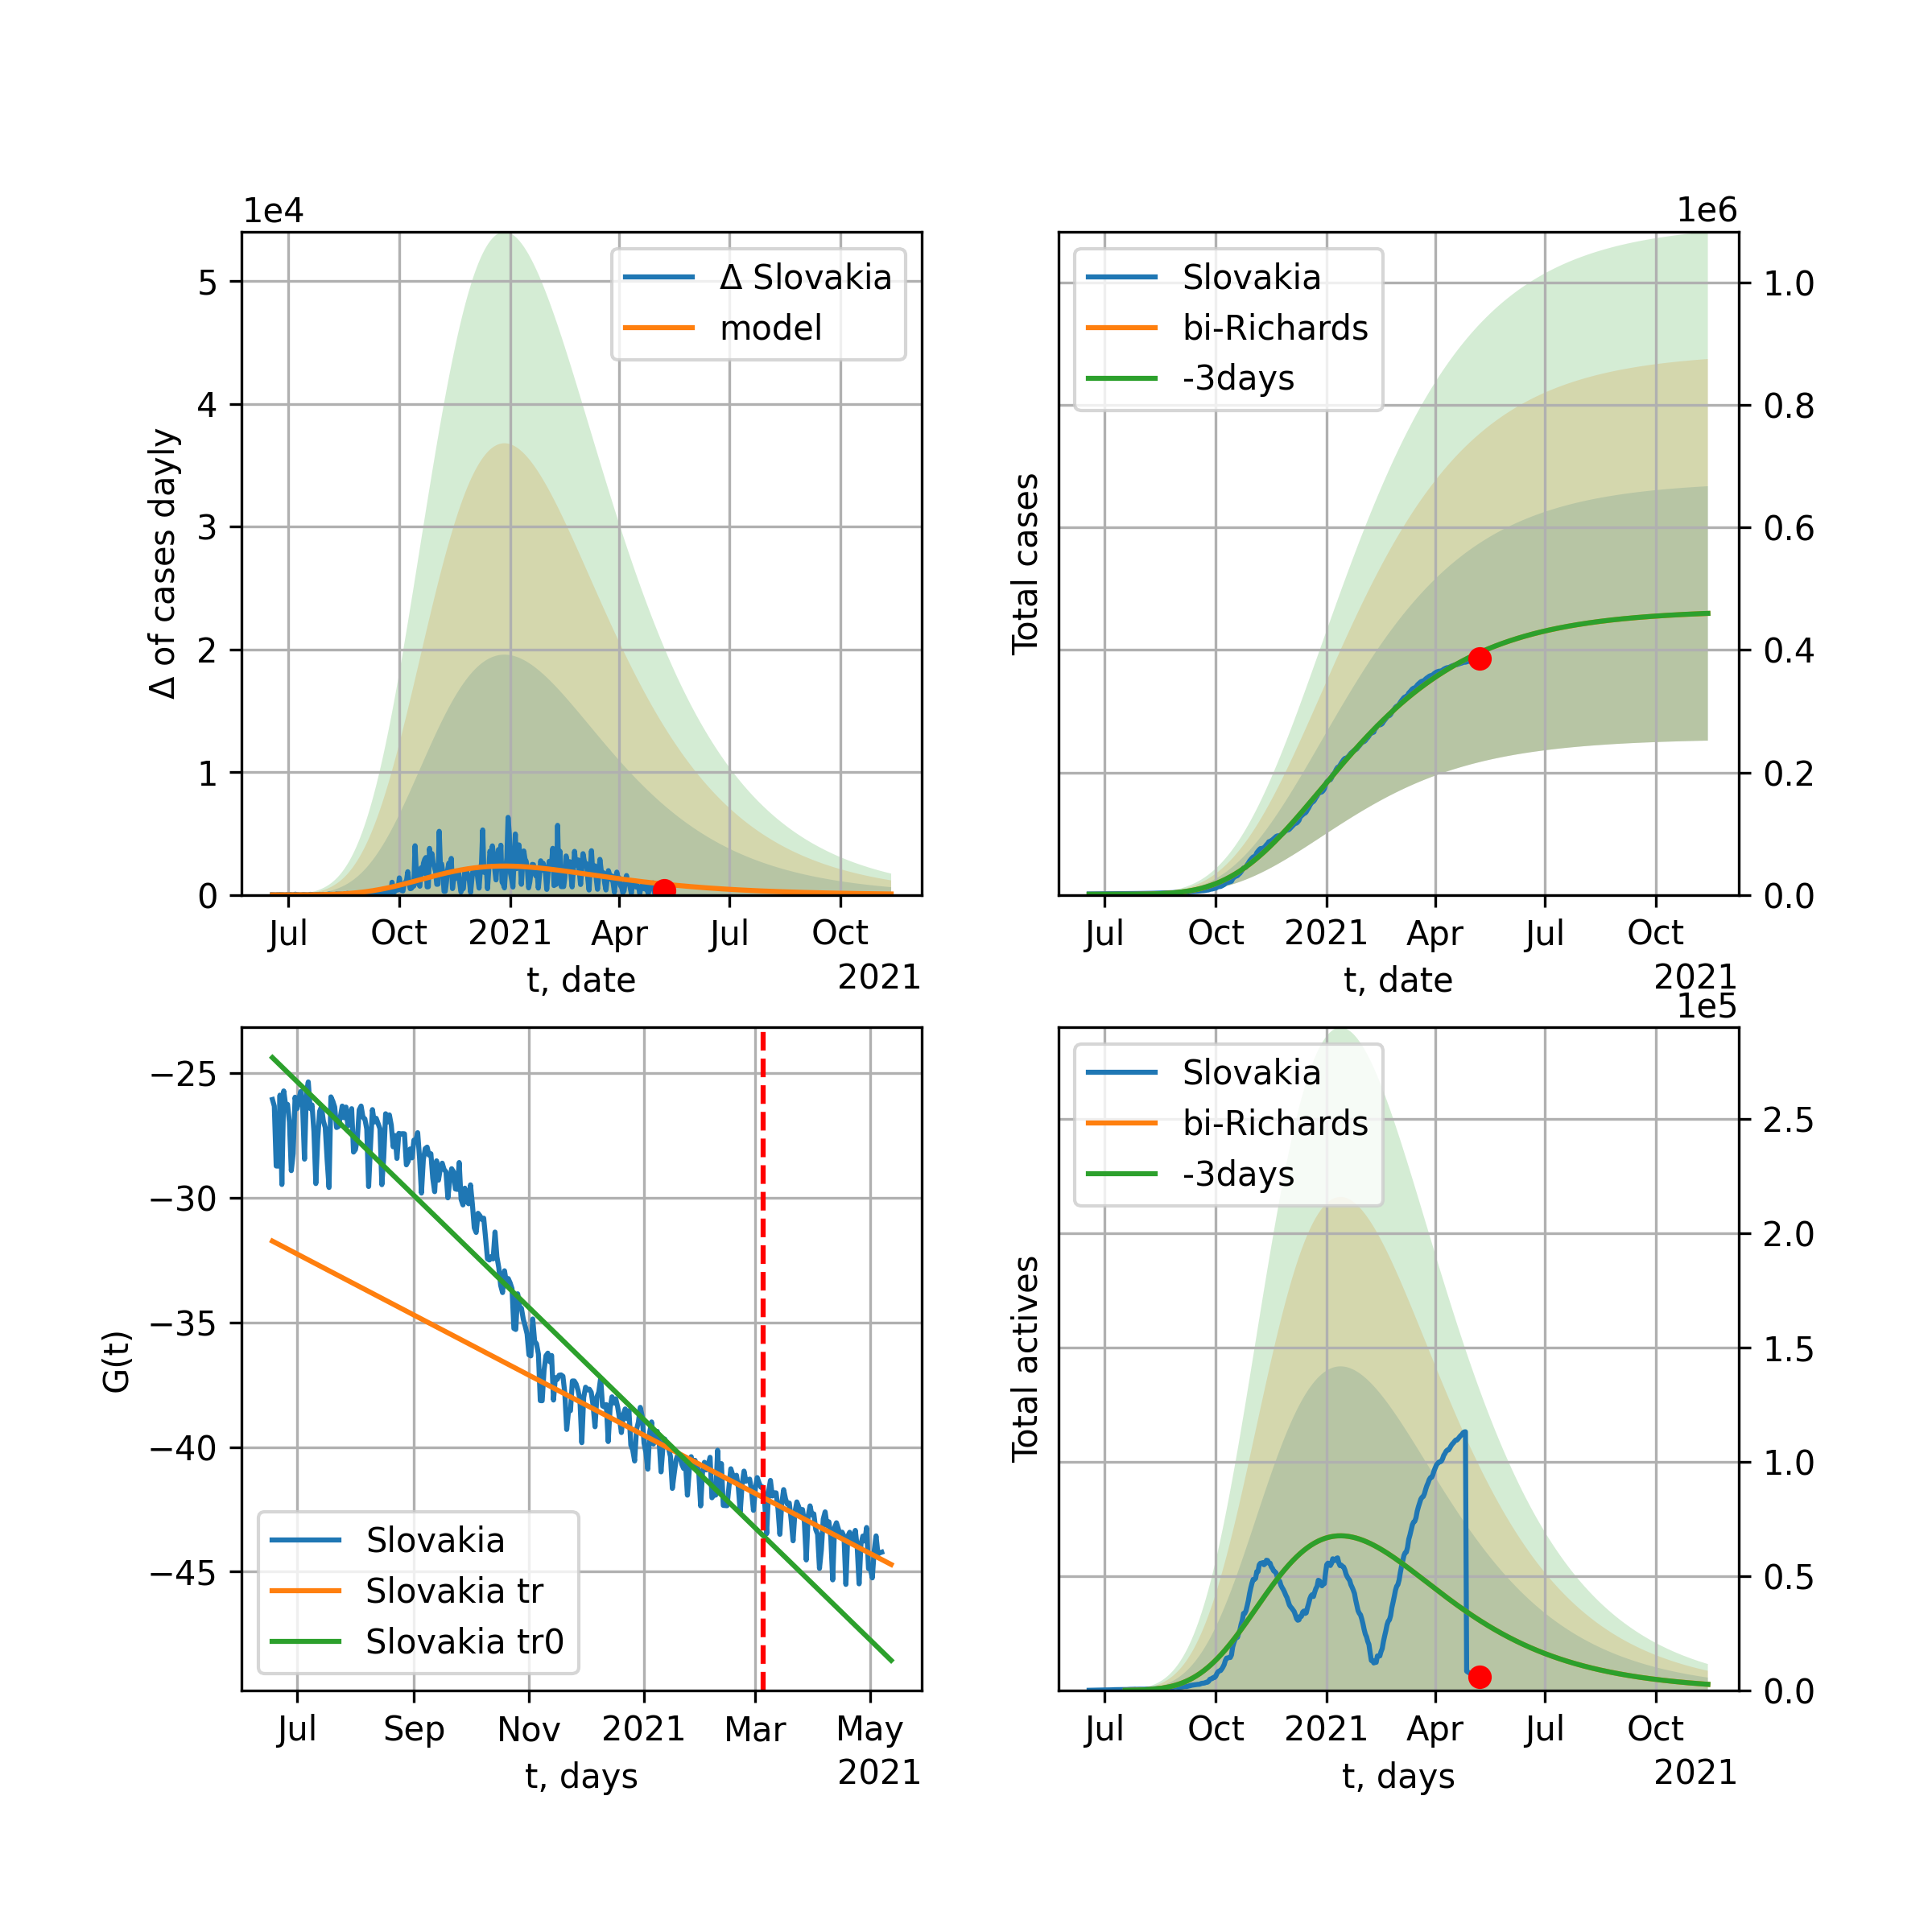 1e4
5
4
3
2
1
0
Δ of cases dayly
Δ Slovakia
model
Jul
Oct
2021
Apr
Jul
Oct
t, date
2021
1e6
Total cases
Slovakia
bi-Richards
-3days
1.0
0.8
0.6
0.4
0.2
0.0
Jul
Oct
2021
Apr
Jul
Oct
t, date
2021
−25
−30
−35
−40
−45
G(t)
Slovakia
Slovakia tr
Slovakia tr0
Jul
Sep
Nov
2021
Mar
May
t, days
2021
1e5
Total actives
Slovakia
bi-Richards
-3days
2.5
2.0
1.5
1.0
0.5
0.0
Jul
Oct
2021
Apr
Jul
Oct
t, days
2021